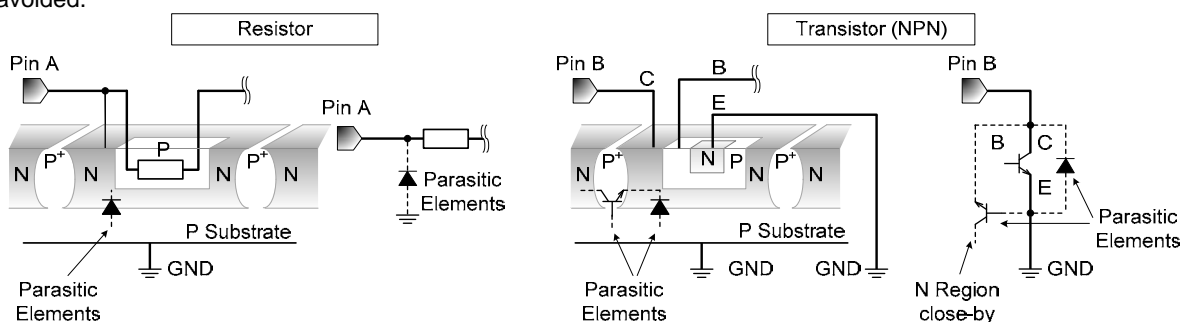 avoided.
Resistor
Transistor (NPN)
Pin A
Pin A
N
P+
N
P
N
P+
N
Parasitic
Elements
P Substrate
GND
Parasitic
Elements
Pin B
C
B
E
N
P+
N
N
P
N
P+
N
P Substrate
GND
GND
Parasitic
Elements
Pin B
B
C
E
Parasitic
Elements
GND
N Region
close-by